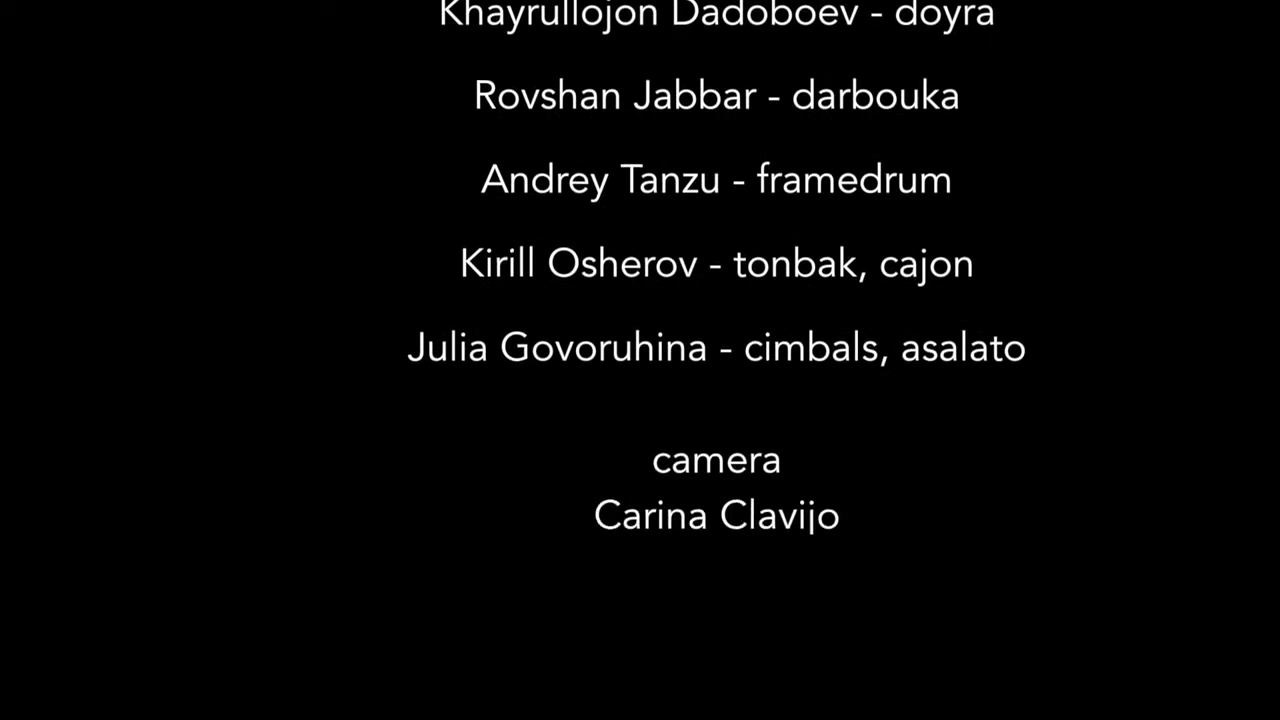 Khayrullojon Dadoboev - doyra
Rovshan Jabbar - darbouka
Andrey Tanzu - framedrum
Kirill Osherov - tonbak, cajon
Julia Govoruhina - cimbals, asalato
camera
Carina Clavijo